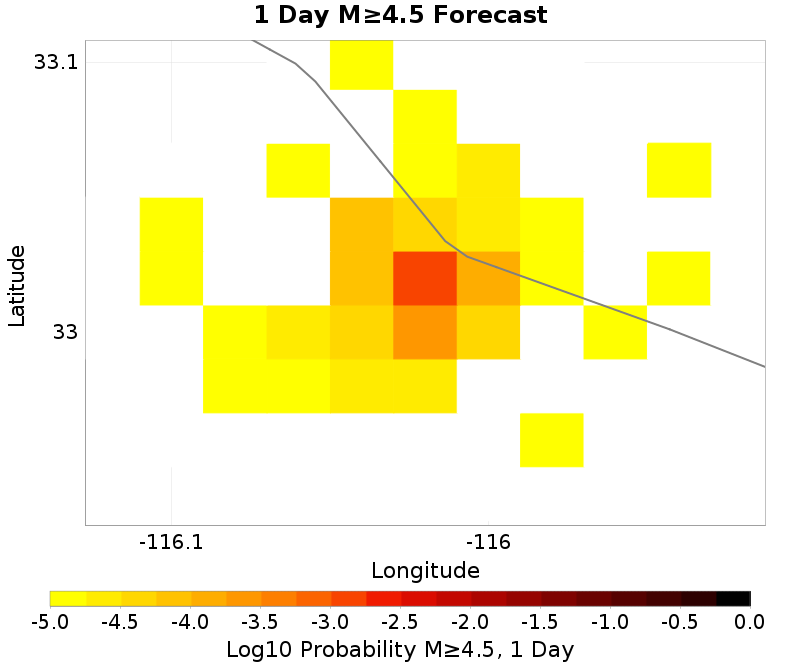 1 Day M≥4.5 Forecast
33.1
33
Latitude
-116.1 -116
Longitude
-5.0 -4.5 -4.0 -3.5 -3.0 -2.5 -2.0 -1.5 -1.0 -0.5 0.0
Log10 Probability M≥4.5, 1 Day